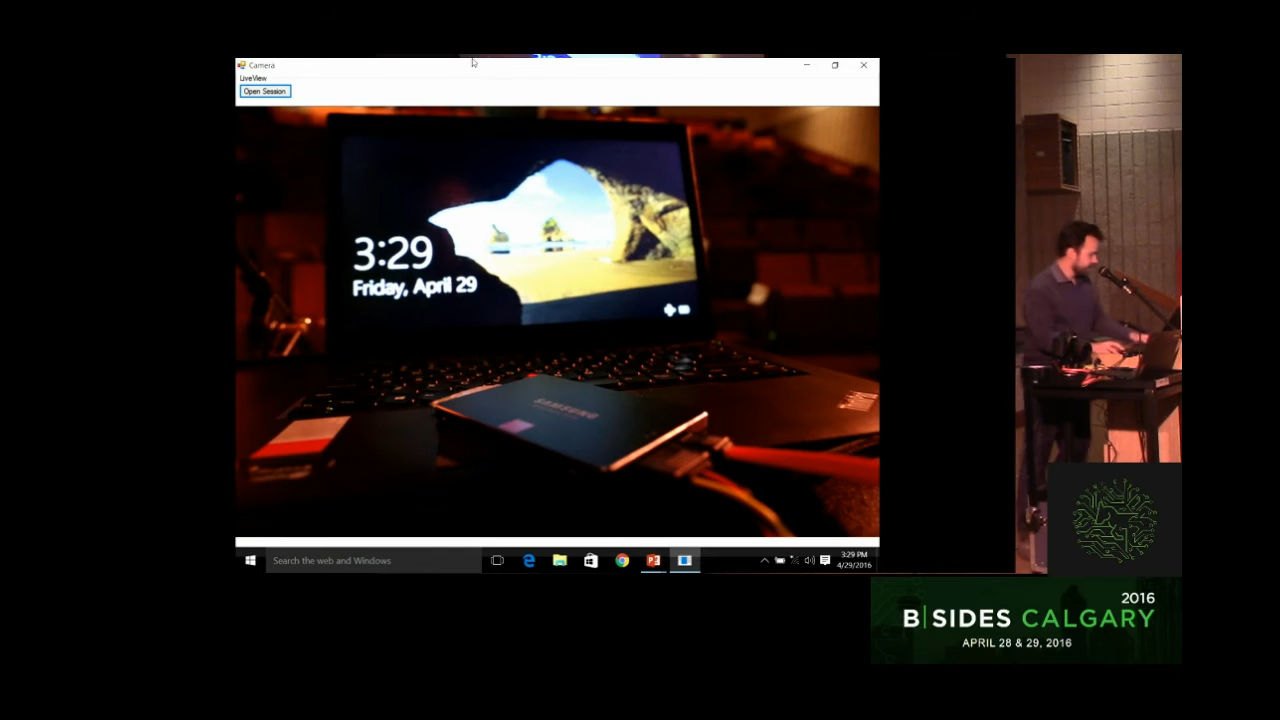 Camera
LiveView
Open Session
3:29
Friday, April 29
SAMSUNG
Search the web and Windows
3:29 PM
4/29/2016
2016
B|SIDES CALGARY
APRIL 28 & 29, 2016